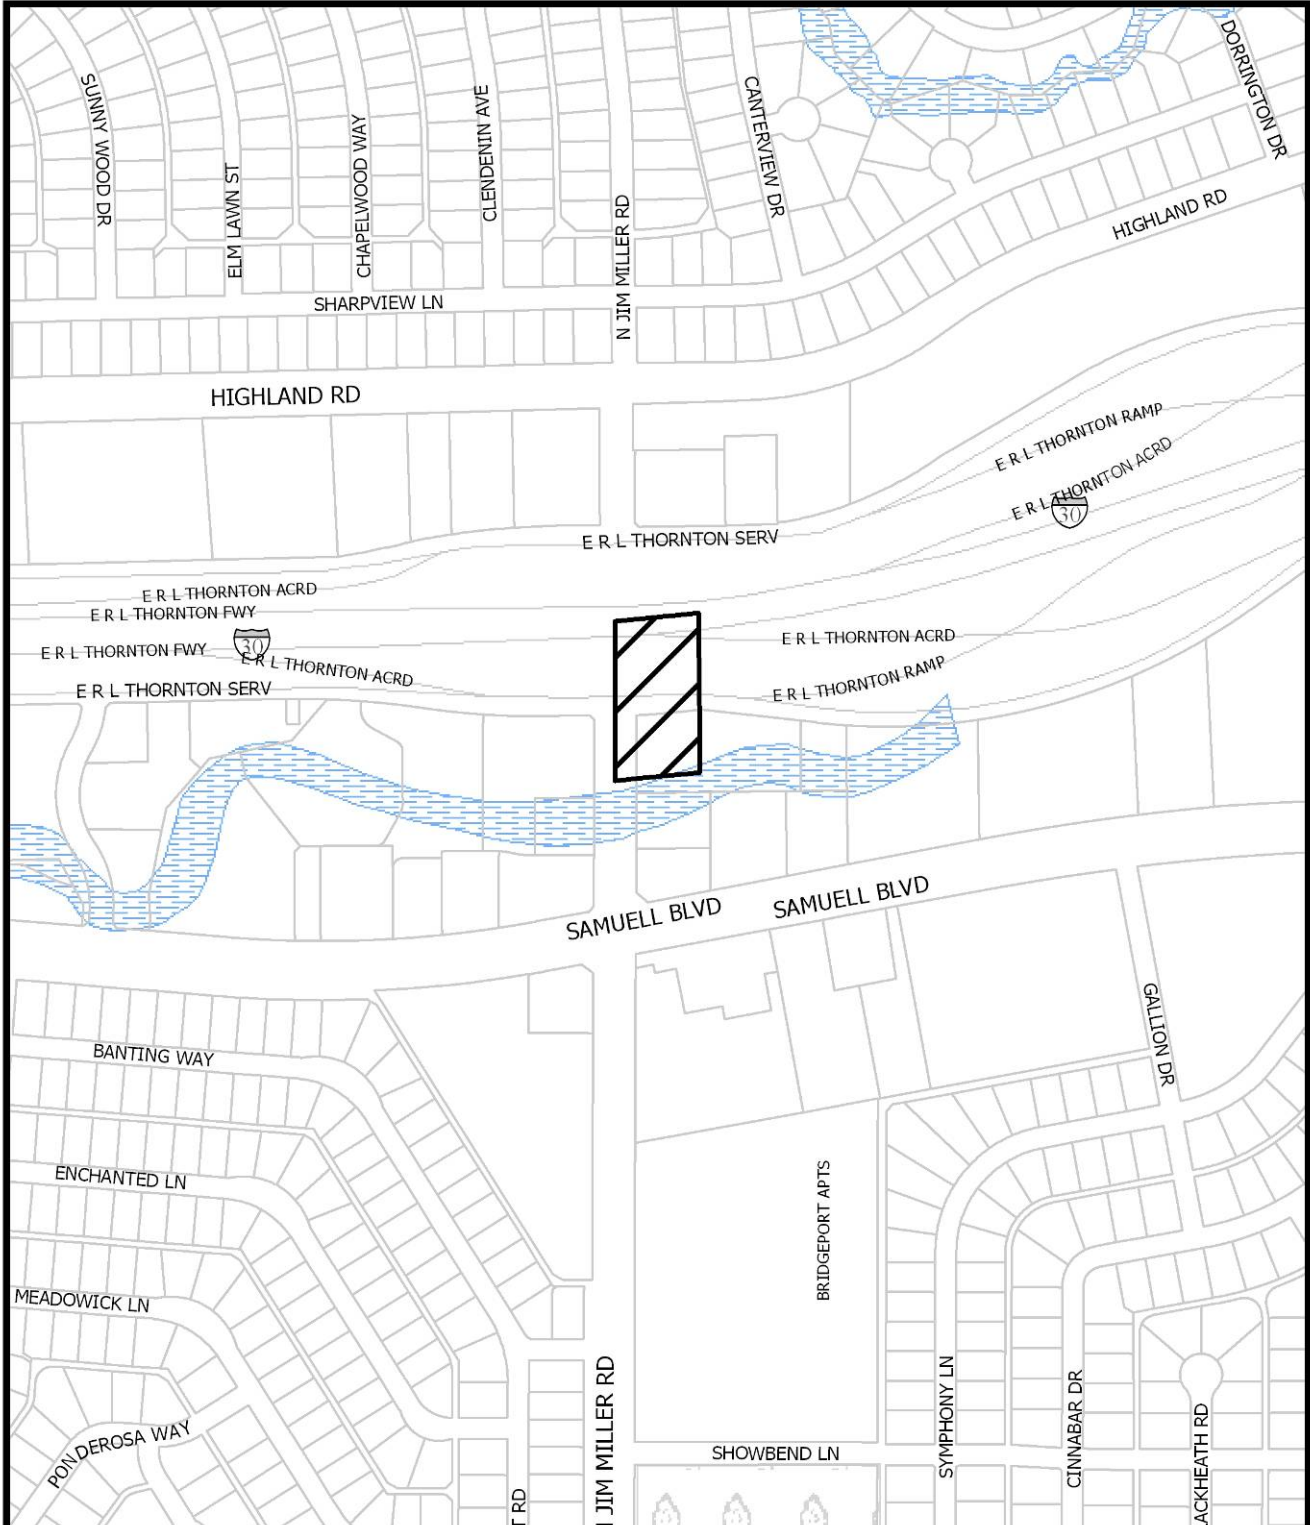 SUNNY WOOD DR
ELM LAWN ST
CHAPELWOOD WAY
CLENDENIN AVE
N JIM MILLER RD
CANTERVIEW DR
DORRINGTON DR
HIGHLAND RD
SHARPVIEW LN
HIGHLAND RD
E R L THORNTON RAMP
E R L THORNTON ACRD
30
E R L THORNTON SERV
E R L THORNTON ACRD
E R L THORNTON FWY
E R L THORNTON FWY
30
E R L THORNTON ACRD
E R L THORNTON ACRD
E R L THORNTON RAMP
E R L THORNTON SERV
SAMUELL BLVD
SAMUELL BLVD
GALLION DR
BANTING WAY
ENCHANTED LN
BRIDGEPORT APTS
MEADOWICK LN
PONDEROSA WAY
JIM MILLER RD
SYMPHONY LN
CINNABAR DR
ACKHEATH RD
SHOWBEND LN
T RD